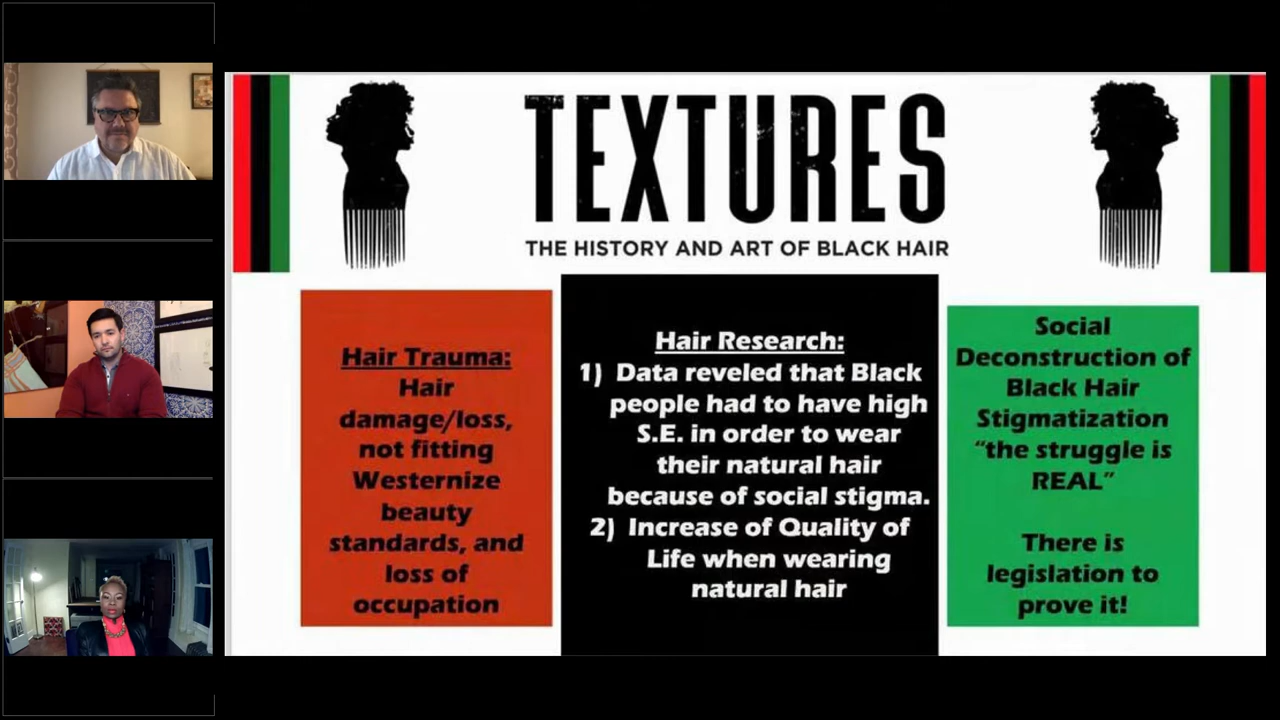 TEXTURES
THE HISTORY AND ART OF BLACK HAIR
Hair Trauma:
Hair
damage/loss,
not fitting
Westernize
beauty
standards, and
loss of
occupation
Hair Research:
1) Data reveled that Black
people had to have high
S.E. in order to wear
their natural hair
because of social stigma.
2) Increase of Quality of
Life when wearing
natural hair
Social
Deconstruction of
Black Hair
Stigmatization
“the struggle is
REAL”
There is
legislation to
prove it!